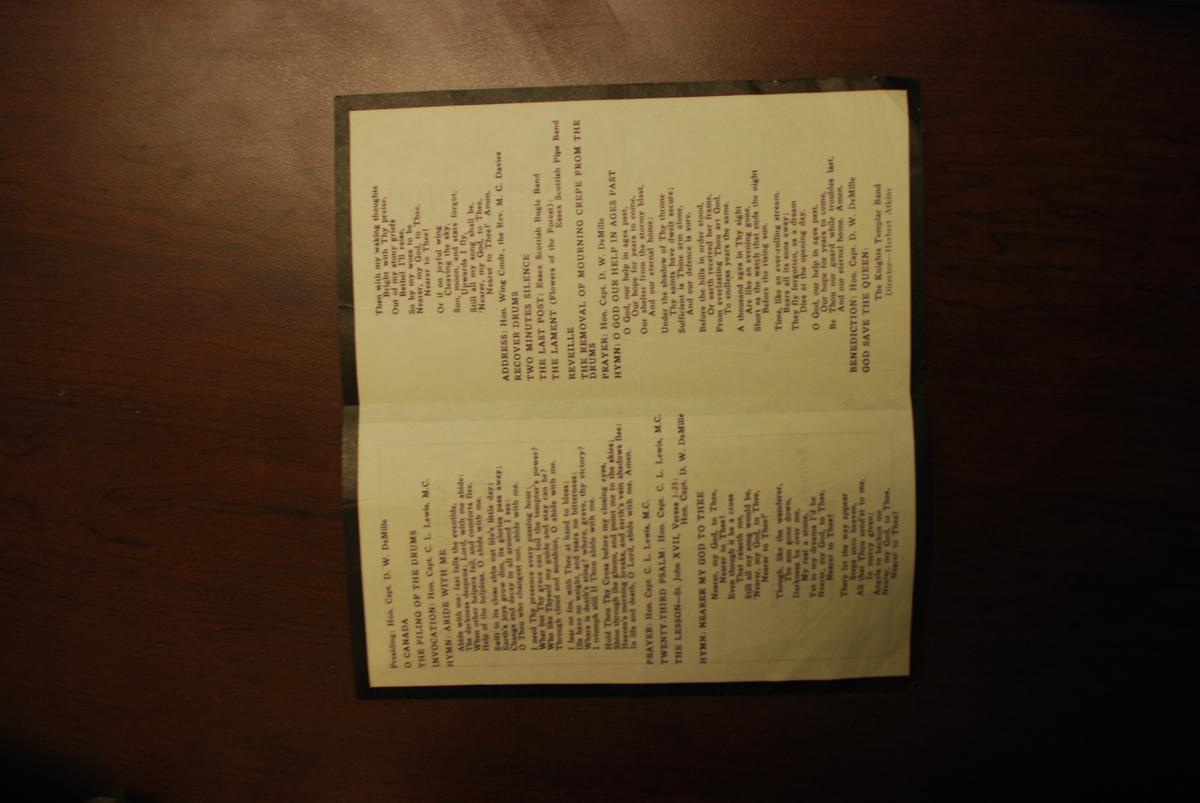 Presiding: Hon. Capt. D. W. DeMille
O CANADA
THE PILING OF THE DRUMS
INVOCATION: Hon. Capt. C. L. Lewis, M.C.
HYMN: ABIDE WITH ME
Abide with me: fast falls the eventide,
The darkness deepens; Lord, with me abide:
When other helpers fail, and comforts flee,
Help of the helpless, O abide with me.
Swift to its close ebbs out life's little day;
Earth's joys grow dim, its glories pass away;
Change and decay in all around I see:
O Thou who changest not, abide with me.
I need Thy presence every passing hour;
What but Thy grace can foil the tempter's power?
Who like Thyself my guide and stay can be?
Through cloud and sunshine, O abide with me.
I fear no foe, with Thee at hand to bless;
Ills have no weight, and tears no bitterness:
Where is death's sting? where, grave, thy victory?
I triumph still If Thou abide with me.
Hold Thou Thy Cross before my closing eyes,
Shine through the gloom, and point me to the skies;
Heaven's morning breaks, and earth's vain shadows flee:
In life and death, O Lord, abide with me. Amen.
PRAYER: Hon. Capt. C. L. Lewis, M.C.
TWENTY-THIRD PSALM: Hon. Capt. C. L. Lewis, M.C.
THE LESSON—St. John XVII, Verses 1-23:
Hon. Capt. D. W. DeMille
HYMN: NEARER MY GOD TO THEE
Nearer, my God, to Thee,
Nearer to Thee!
Even though it be a cross
That raiseth me,
Still all my song would be,
'Nearer, my God, to Thee,
Nearer to Thee!'
Though, like the wanderer,
The sun gone down,
Darkness be over me,
My rest a stone,
Yet in my dreams I'd be
Nearer, my God, to Thee,
Nearer to Thee!
There let the way appear
Steps unto heaven,
All that Thou send'st to me,
In mercy given;
Angels to beckon me
Nearer, my God, to Thee,
Nearer to Thee!
Then with my waking thoughts
Bright with Thy praise,
Out of my stony griefs
Bethel I'll raise,
So by my woes to be
Nearer, my God, to Thee,
Nearer to Thee!
Or if on joyful wing
Cleaving the sky,
Sun, moon, and stars forgot,
Upwards I fly,
Still all my song shall be,
'Nearer, my God, to Thee,
Nearer to Thee!' Amen.
ADDRESS: Hon. Wing Cmdr. the Rev. M. C. Davies
RECOVER DRUMS
TWO MINUTES SILENCE
THE LAST POST: Essex Scottish Bugle Band
THE LAMENT (Flowers of the Forest):
Essex Scottish Pipe Band
REVEILLE
THE REMOVAL OF MOURNING CREPE FROM THE
DRUMS
PRAYER: Hon. Capt. D. W. DeMille
HYMN: O GOD OUR HELP IN AGES PAST
O God, our help in ages past,
Our hope for years to come,
Our shelter from the stormy blast,
And our eternal home;
Under the shadow of Thy throne
Thy saints have dwelt secure;
Sufficient is Thine arm alone,
And our defence is sure.
Before the hills in order stood,
Or earth received her frame,
From everlasting Thou art God,
To endless years the same.
A thousand ages in Thy sight
Are like an evening gone,
Short as the watch that ends the night
Before the rising sun.
Time, like an ever-rolling stream,
Bears all its sons away;
They fly forgotten, as a dream
Dies at the opening day.
O God, our help in ages past,
Our hope for years to come,
Be Thou our guard while troubles last,
And our eternal home. Amen.
BENEDICTION: Hon. Capt. D. W. DeMille
GOD SAVE THE QUEEN:
The Knights Templar Band
Director—Herbert Atkins